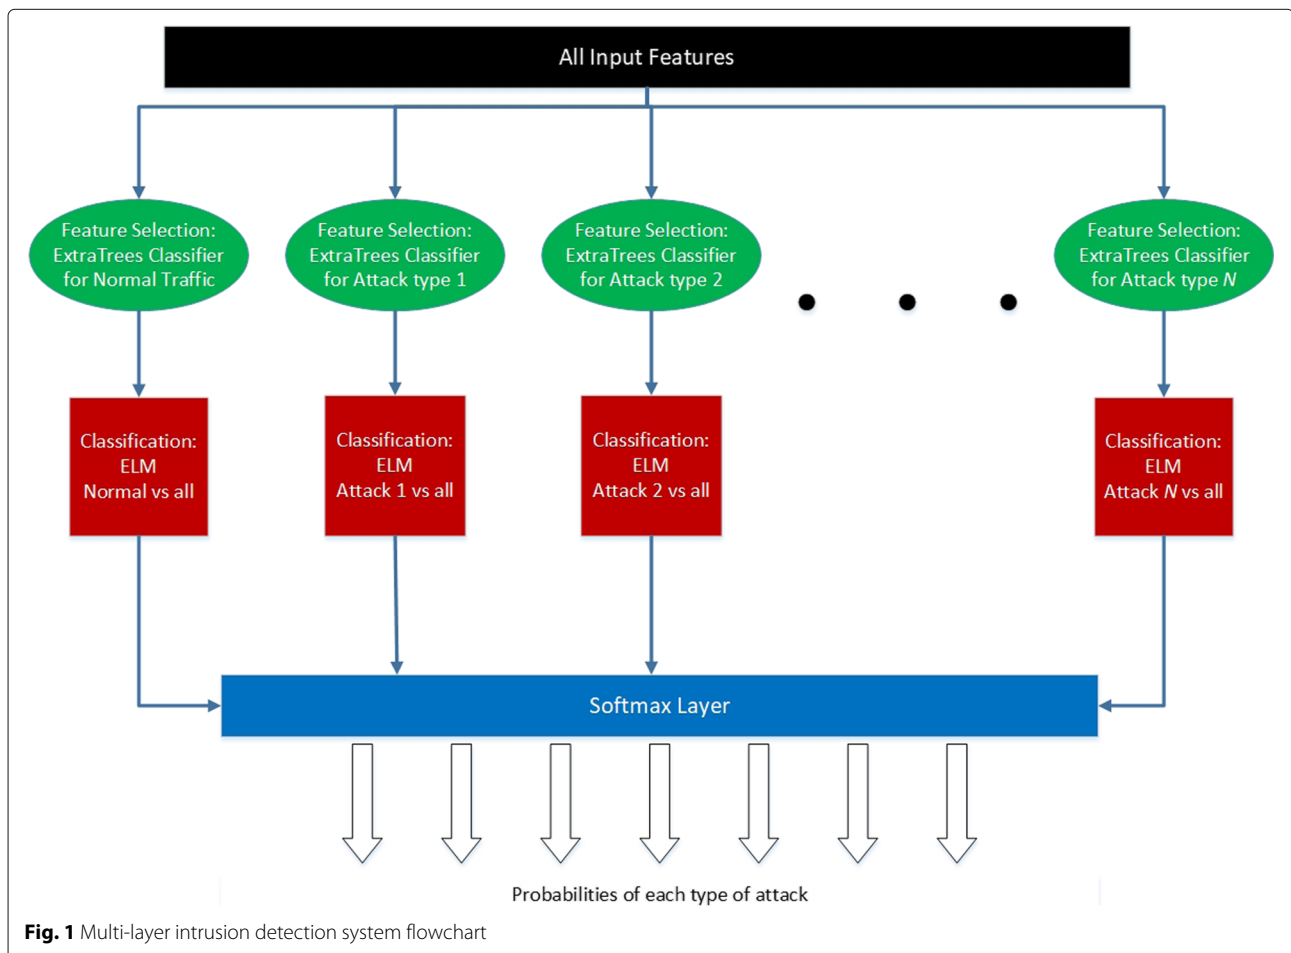 All Input Features
Feature Selection:
ExtraTrees Classifier
for Normal Traffic
Feature Selection:
ExtraTrees Classifier
for Attack type 1
Feature Selection:
ExtraTrees Classifier
for Attack type 2
Feature Selection:
ExtraTrees Classifier
for Attack type N
Classification:
ELM
Normal vs all
Classification:
ELM
Attack 1 vs all
Classification:
ELM
Attack 2 vs all
Classification:
ELM
Attack N vs all
Softmax Layer
Probabilities of each type of attack
Fig. 1 Multi-layer intrusion detection system flowchart